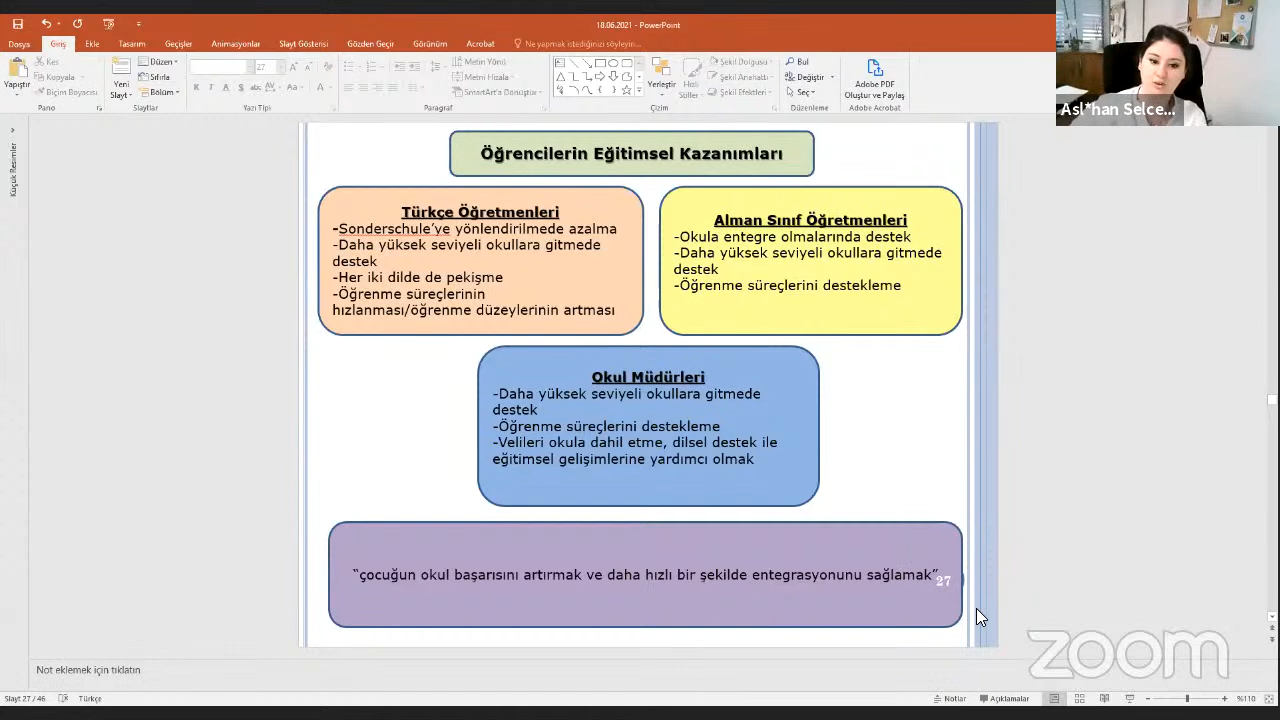 18.06.2021 - PowerPoint
Dosya Giriş Ekle Tasarım Geçişler Animasyonlar Slayt Gösterisi Gözden Geçir Görünüm Acrobat Ne yapmak istediğinizi söyleyin...
Yapıştır
Kes
Kopyala
Biçim Boyacısı
Pano
Yeni Slayt
Düzen
Sıfırla
Bölüm
Slaytlar
27
Yazı Tipi
Metin Yönü
Metni Hizala
SmartArt'a Dönüştür
Paragraf
Yerleştir
Hızlı Stiller
Şekil Dolgusu
Şekil Anahattı
Şekil Efektleri
Çizim
Bul
Değiştir
Seç
Düzenleme
Adobe PDF
Oluştur ve Paylaş
Adobe Acrobat
Asl*han Selce...
Küçük Resimler
Öğrencilerin Eğitimsel Kazanımları
Türkçe Öğretmenleri
-Sonderschule’ye yönlendirilmede azalma
-Daha yüksek seviyeli okullara gitmede
destek
-Her iki dilde de pekişme
-Öğrenme süreçlerinin
hızlanması/öğrenme düzeylerinin artması
Alman Sınıf Öğretmenleri
-Okula entegre olmalarında destek
-Daha yüksek seviyeli okullara gitmede
destek
-Öğrenme süreçlerini destekleme
Okul Müdürleri
-Daha yüksek seviyeli okullara gitmede
destek
-Öğrenme süreçlerini destekleme
-Velileri okula dahil etme, dilsel destek ile
eğitimsel gelişimlerine yardımcı olmak
“çocuğun okul başarısını artırmak ve daha hızlı bir şekilde entegrasyonunu sağlamak”
27
zoom
Not eklemek için tıklatın
Slayt 27 / 46 Türkçe Notlar Açıklamalar %110